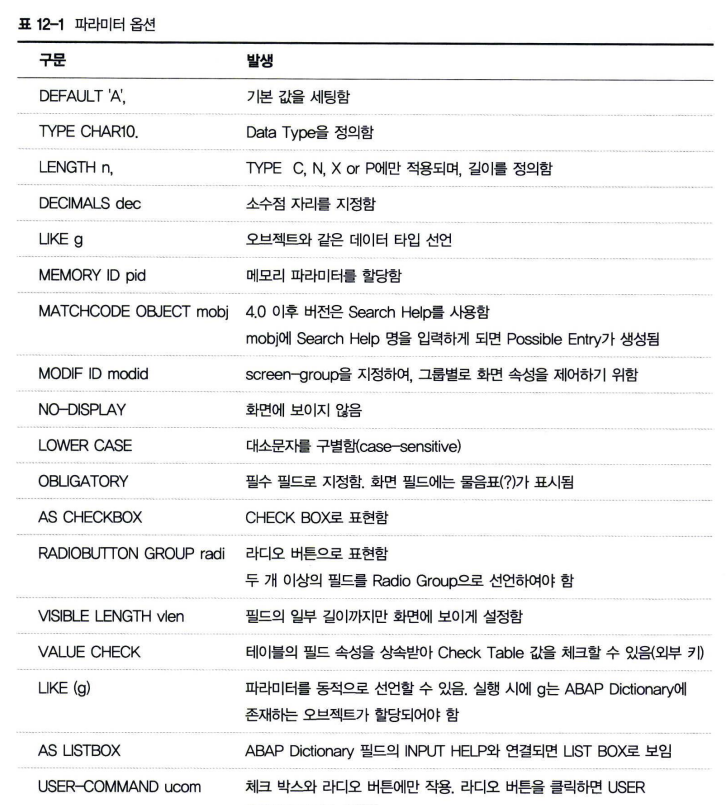 표 12-1 파라미터 옵션
구문 발생
DEFAULT 'A', 기본 값을 세팅함
TYPE CHAR10. Data Type을 정의함
LENGTH n, TYPE C, N, X or P에만 적용되며, 길이를 정의함
DECIMALS dec 소수점 자리를 지정함
LIKE g 오브젝트와 같은 데이터 타입 선언
MEMORY ID pid 메모리 파라미터를 할당함
MATCHCODE OBJECT mobj 4.0 이후 버전은 Search Help를 사용함
mobj에 Search Help 명을 입력하게 되면 Possible Entry가 생성됨
MODIF ID modid screen-group을 지정하여, 그룹별로 화면 속성을 제어하기 위함
NO-DISPLAY 화면에 보이지 않음
LOWER CASE 대소문자를 구별함(case-sensitive)
OBLIGATORY 필수 필드로 지정함. 화면 필드에는 물음표(?)가 표시됨
AS CHECKBOX CHECK BOX로 표현함
RADIOBUTTON GROUP radi 라디오 버튼으로 표현함
두 개 이상의 필드를 Radio Group으로 선언하여야 함
VISIBLE LENGTH vlen 필드의 일부 길이까지만 화면에 보이게 설정함
VALUE CHECK 테이블의 필드 속성을 상속받아 Check Table 값을 체크할 수 있음(외부 키)
LIKE (g) 파라미터를 동적으로 선언할 수 있음. 실행 시에 g는 ABAP Dictionary에
존재하는 오브젝트가 할당되어야 함
AS LISTBOX ABAP Dictionary 필드의 INPUT HELP와 연결되면 LIST BOX로 보임
USER-COMMAND ucom 체크 박스와 라디오 버튼에만 작용. 라디오 버튼을 클릭하면 USER